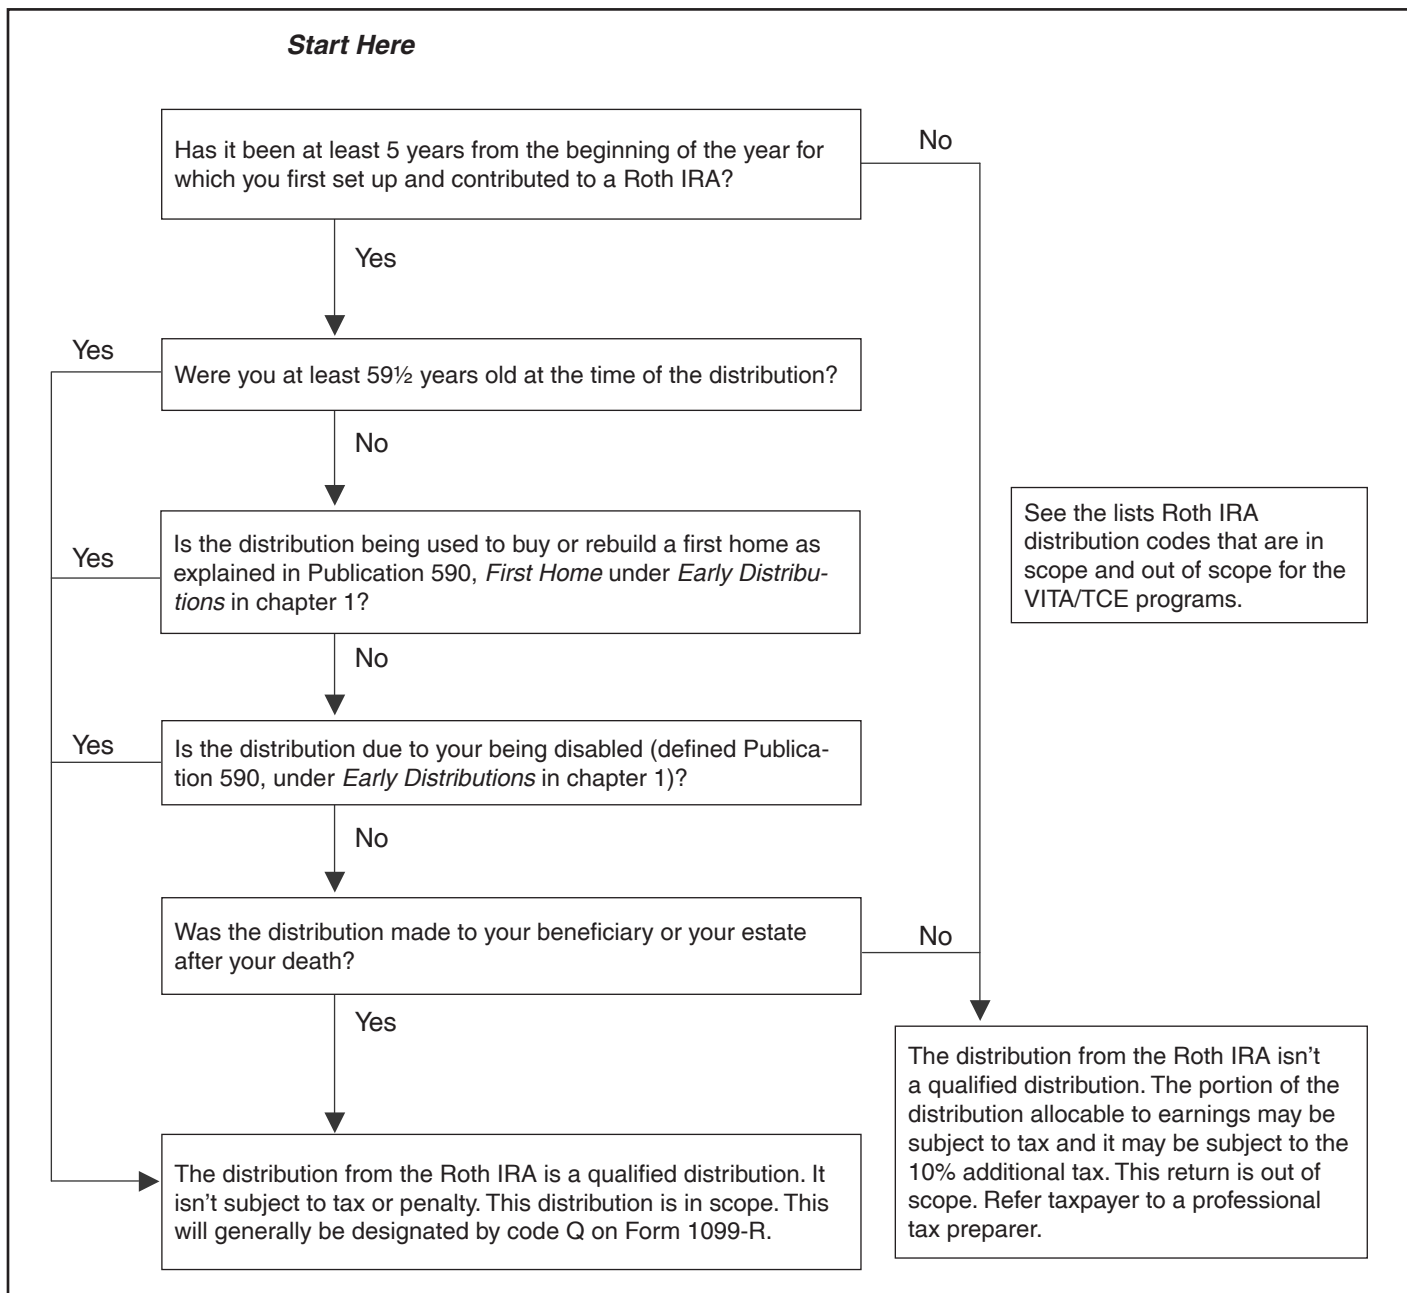 Start Here
Has it been at least 5 years from the beginning of the year for
which you first set up and contributed to a Roth IRA?
No
Yes
Yes
Were you at least 59½ years old at the time of the distribution?
No
Yes
Is the distribution being used to buy or rebuild a first home as
explained in Publication 590, First Home under Early Distribu-
tions in chapter 1?
See the lists Roth IRA
distribution codes that are in
scope and out of scope for the
VITA/TCE programs.
No
Yes
Is the distribution due to your being disabled (defined Publica-
tion 590, under Early Distributions in chapter 1)?
No
Was the distribution made to your beneficiary or your estate
after your death?
No
Yes
The distribution from the Roth IRA is a qualified distribution. It
isn't subject to tax or penalty. This distribution is in scope. This
will generally be designated by code Q on Form 1099-R.
The distribution from the Roth IRA isn't
a qualified distribution. The portion of the
distribution allocable to earnings may be
subject to tax and it may be subject to the
10% additional tax. This return is out of
scope. Refer taxpayer to a professional
tax preparer.